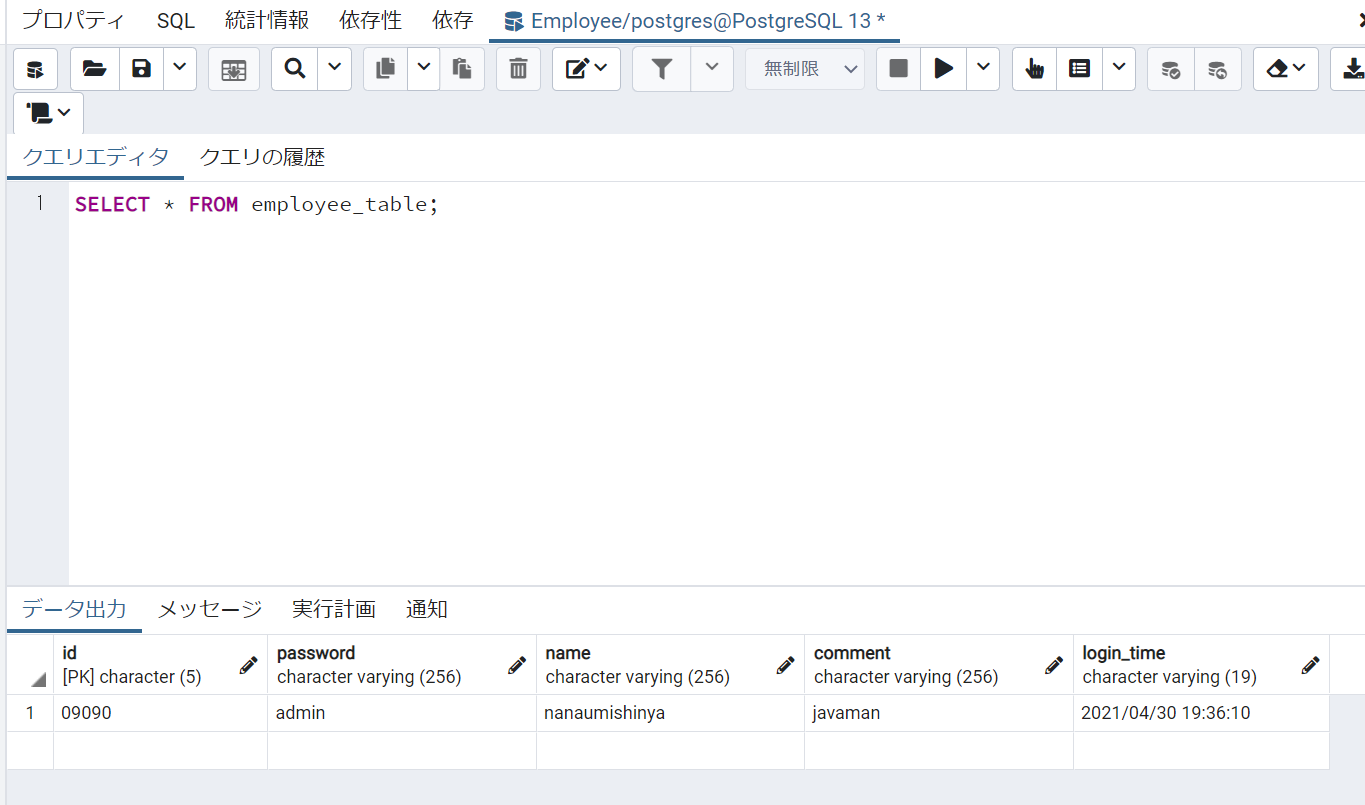 プロパティ SQL 統計情報 依存性 依存 Employee/postgres@PostgreSQL 13 *
無制限
クエリエディタ クエリの履歴
1 SELECT * FROM employee_table;
データ出力 メッセージ 実行計画 通知
id password name comment login_time
[PK] character (5) character varying (256) character varying (256) character varying (256) character varying (19)
1 09090 admin nanaumishinya javaman 2021/04/30 19:36:10